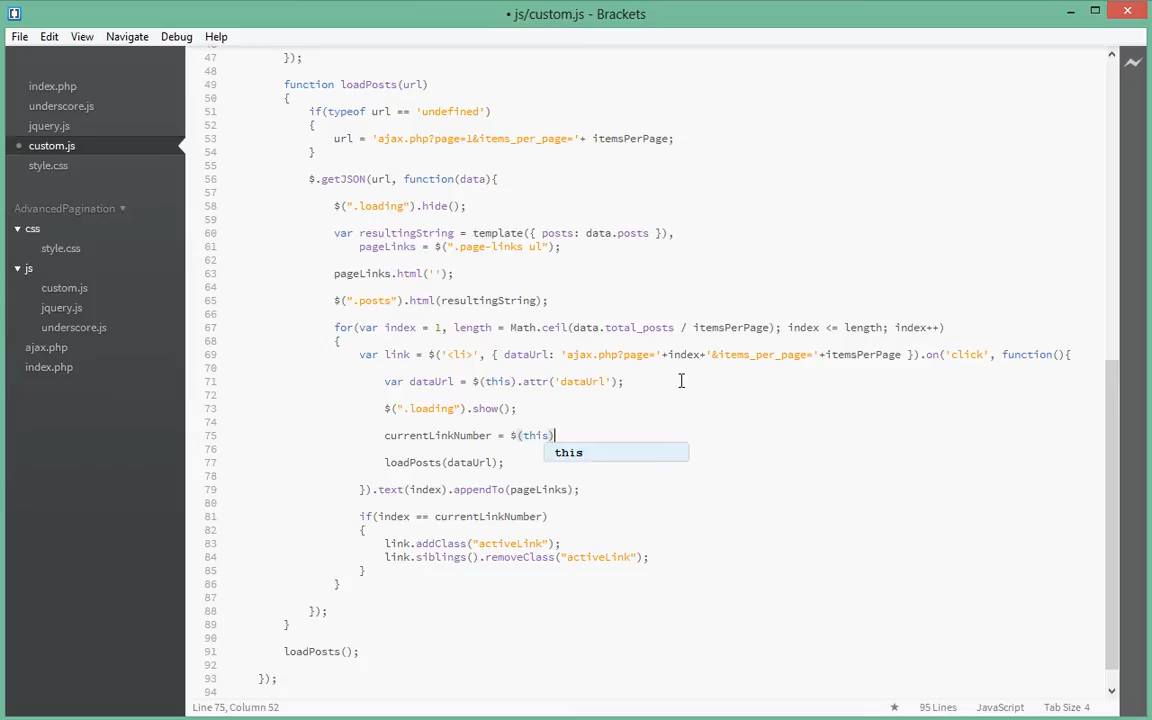 • js/custom.js - Brackets
File Edit View Navigate Debug Help
index.php
underscore.js
jquery.js
custom.js
style.css
AdvancedPagination
css
style.css
js
custom.js
jquery.js
underscore.js
ajax.php
index.php
47 });
48
49 function loadPosts(url)
50 {
51 if(typeof url == 'undefined')
52 {
53 url = 'ajax.php?page=1&items_per_page='+ itemsPerPage;
54 }
55
56 $.getJSON(url, function(data){
57
58 $(".loading").hide();
59
60 var resultingString = template({ posts: data.posts }),
61 pageLinks = $(".page-links ul");
62
63 pageLinks.html('');
64
65 $(".posts").html(resultingString);
66
67 for(var index = 1, length = Math.ceil(data.total_posts / itemsPerPage); index <= length; index++)
68 {
69 var link = $('<li>', { dataUrl: 'ajax.php?page='+index+'&items_per_page='+itemsPerPage }).on('click', function(){
70
71 var dataUrl = $(this).attr('dataUrl');
72
73 $(".loading").show();
74
75 currentLinkNumber = $(this)
this
76
77 loadPosts(dataUrl);
78
79 }).text(index).appendTo(pageLinks);
80
81 if(index == currentLinkNumber)
82 {
83 link.addClass("activeLink");
84 link.siblings().removeClass("activeLink");
85 }
86 }
87
88 });
89 }
90
91 loadPosts();
92
93 });
94
Line 75, Column 52
95 Lines JavaScript Tab Size 4